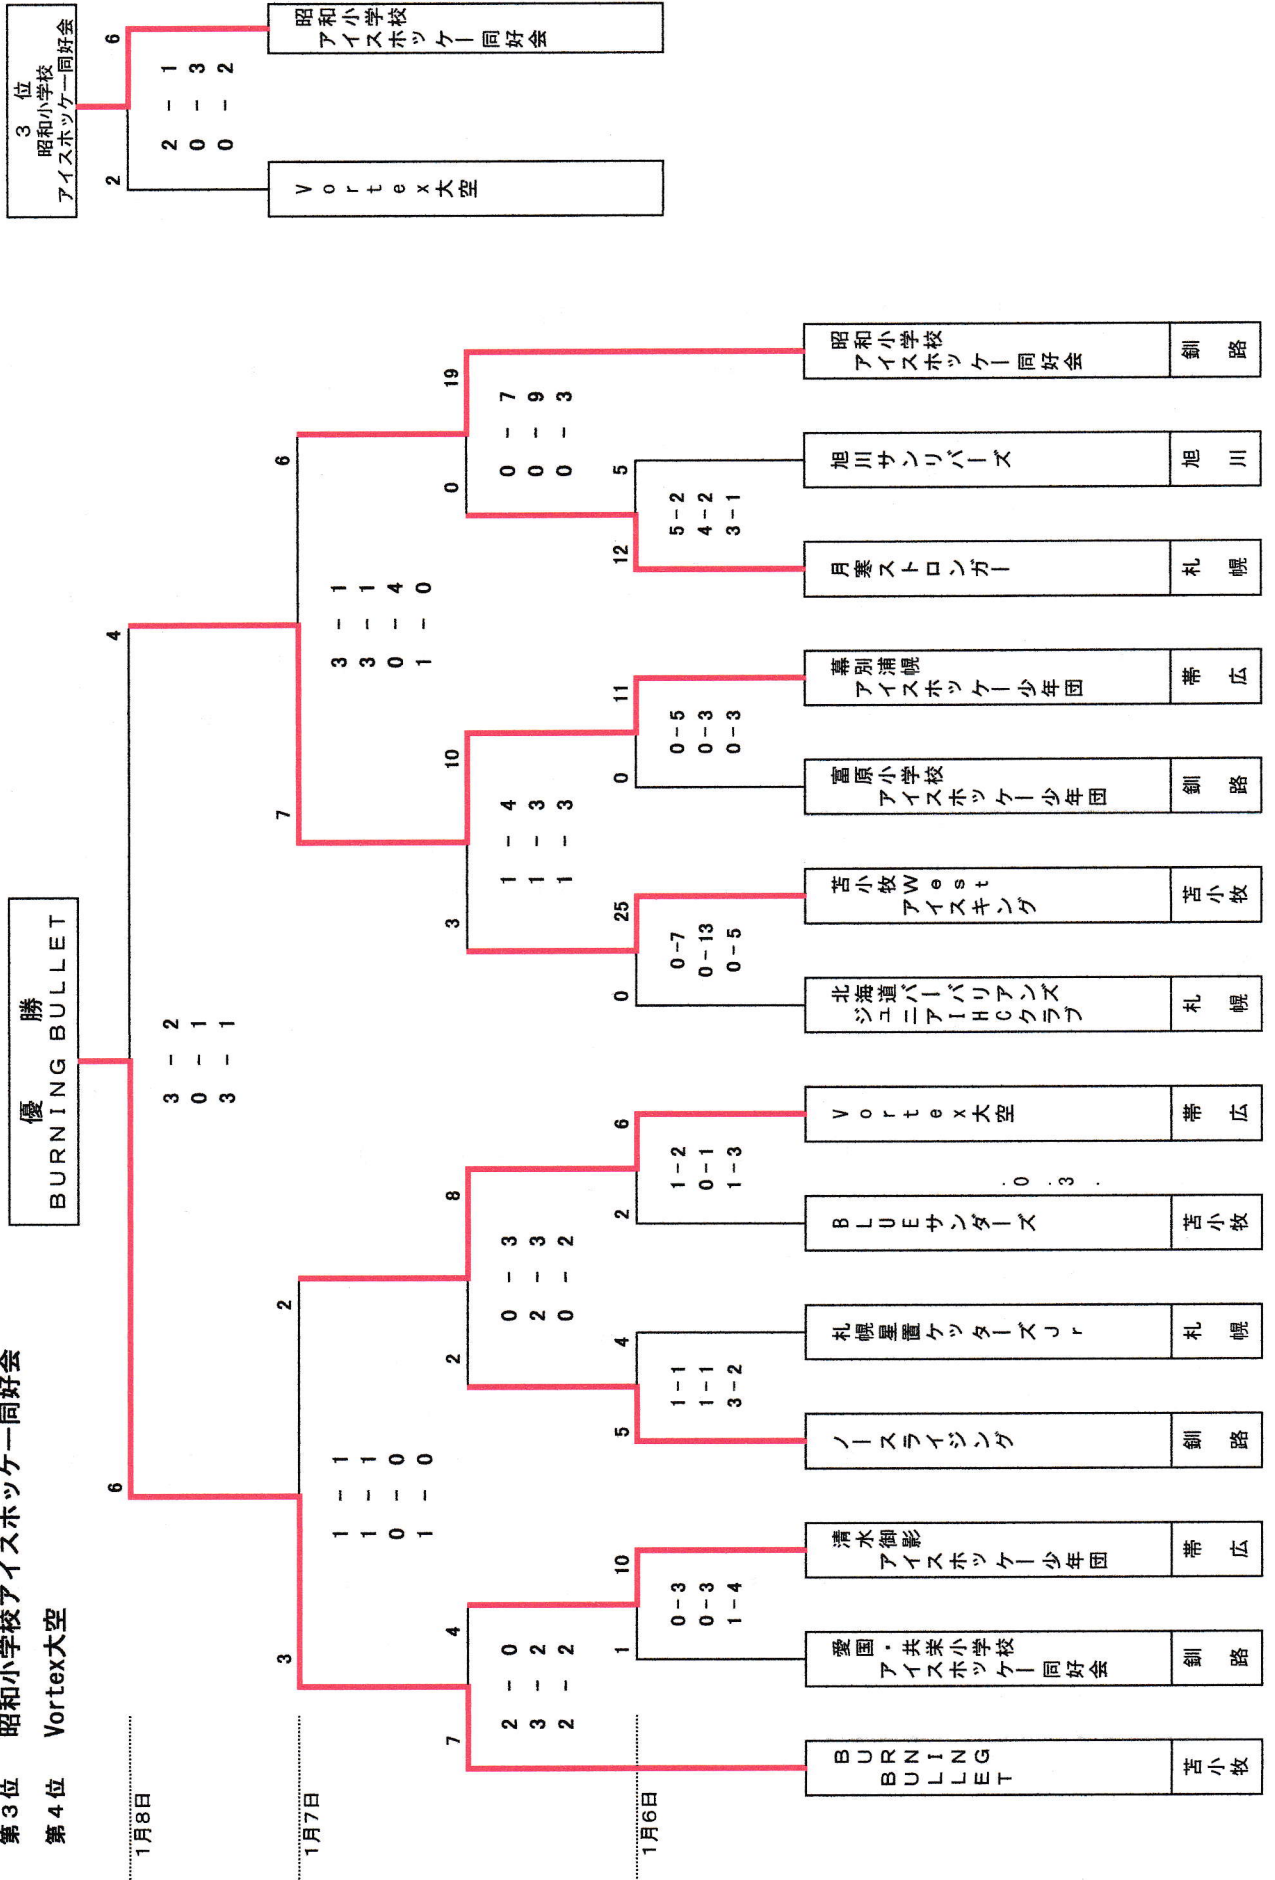 第3位 昭和小学校アイスホッケー同好会
第4位 Vortex大空
優 勝
BURNING BULLET
3 位
昭和小学校
アイスホッケー同好会
1月8日
6
4
3 - 2
0 - 1
3 - 1
2
6
2 - 1
0 - 3
0 - 2
Vortex大空
昭和小学校
アイスホッケー同好会
1月7日
3
2
1 - 1
1 - 1
0 - 0
1 - 0
7
6
3 - 1
3 - 1
0 - 4
1 - 0
7
4
2 - 0
3 - 2
2 - 2
2
8
0 - 3
2 - 3
0 - 2
3
10
1 - 4
1 - 3
1 - 3
0
19
0 - 7
0 - 9
0 - 3
1月6日
1
10
0-3
0-3
1-4
5
4
1-1
1-1
3-2
2
6
1-2
0-1
1-3
0
25
0-7
0-13
0-5
0
11
0-5
0-3
0-3
12
5
5-2
4-2
3-1
. 0 . 3 .
BURNING
BULLET
苫小牧
愛国・共栄小学校
アイスホッケー同好会
釧 路
清水御影
アイスホッケー少年団
帯 広
ノースライジング
釧 路
札幌星置ケッターズJr
札 幌
BLUEサンダーズ
苫小牧
Vortex大空
帯 広
北海道バーバリアンズ
ジュニアIHCクラブ
札 幌
苫小牧West
アイスキング
苫小牧
富原小学校
アイスホッケー少年団
釧 路
幕別浦幌
アイスホッケー少年団
帯 広
月寒ストロンガー
札 幌
旭川サンリバーズ
旭 川
昭和小学校
アイスホッケー同好会
釧 路